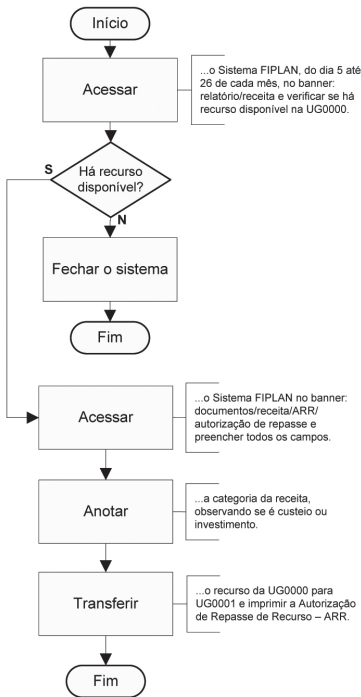 Início
Acessar
...o Sistema FIPLAN, do dia 5 até
26 de cada mês, no banner:
relatório/receita e verificar se há
recurso disponível na UG0000.
Há recurso
disponível?
S
N
Fechar o sistema
Fim
Acessar
...o Sistema FIPLAN no banner:
documentos/receita/ARR/
autorização de repasse e
preencher todos os campos.
Anotar
...a categoria da receita,
observando se é custeio ou
investimento.
Transferir
...o recurso da UG0000 para
UG0001 e imprimir a Autorização
de Repasse de Recurso – ARR.
Fim